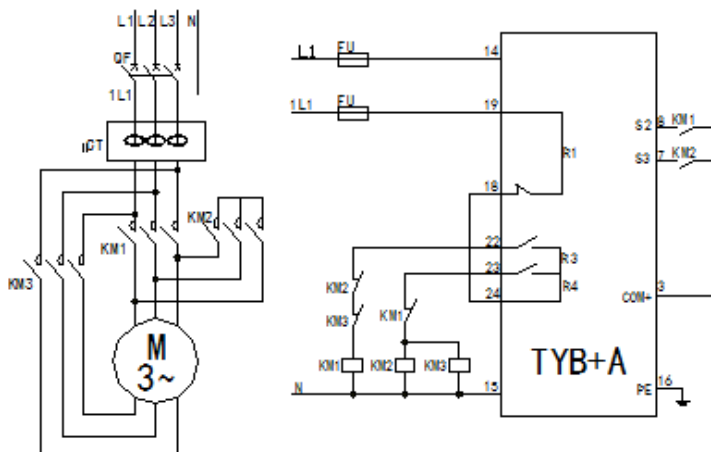 L1 L2 L3 N
QF
1L1
CT
KM2
KM1
KM3
M
3~
L1 FU 14
1L1 FU 19
S2 8 KM1
S3 7 KM2
R1
18
22
R3
23
R4
24
KM2
KM3
KM1
COM+ 3
KM1 KM2 KM3
TYB+A
N 15
PE 16